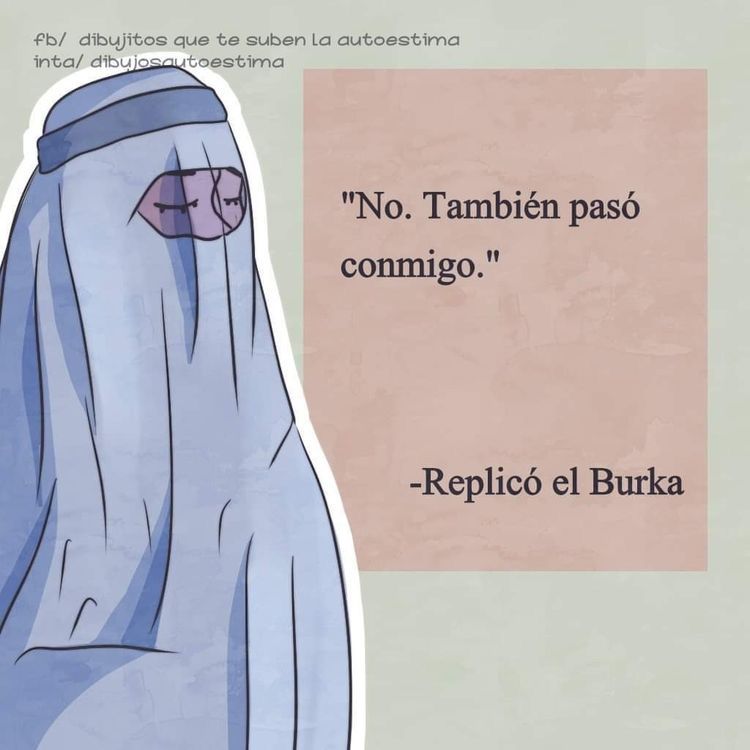 fb/ dibujitos que te suben la autoestima
inta/ dibujosautoestima
"No. También pasó
conmigo."
-Replicó el Burka